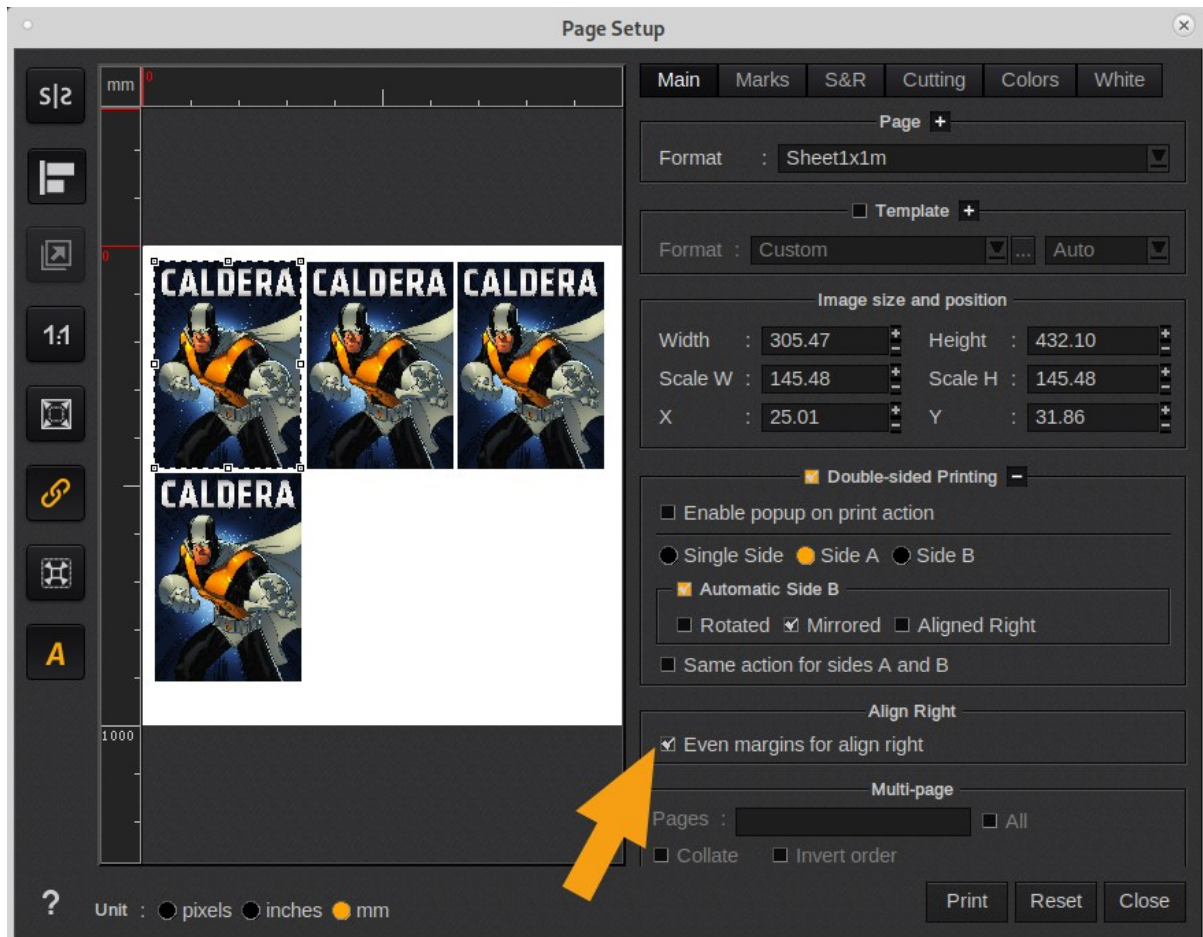 Page Setup
S|S
mm
0
0
1000
1:1
A
CALDERA CALDERA CALDERA
CALDERA
Main Marks S&R Cutting Colors White
Page +
Format : Sheet1x1m
Template +
Format : Custom ... Auto
Image size and position
Width : 305.47 + - Height : 432.10 + -
Scale W : 145.48 + - Scale H : 145.48 + -
X : 25.01 + - Y : 31.86 + -
Double-sided Printing -
Enable popup on print action
Single Side Side A Side B
Automatic Side B
Rotated Mirrored Aligned Right
Same action for sides A and B
Align Right
Even margins for align right
Multi-page
Pages : All
Collate Invert order
? Unit : pixels inches mm
Print Reset Close